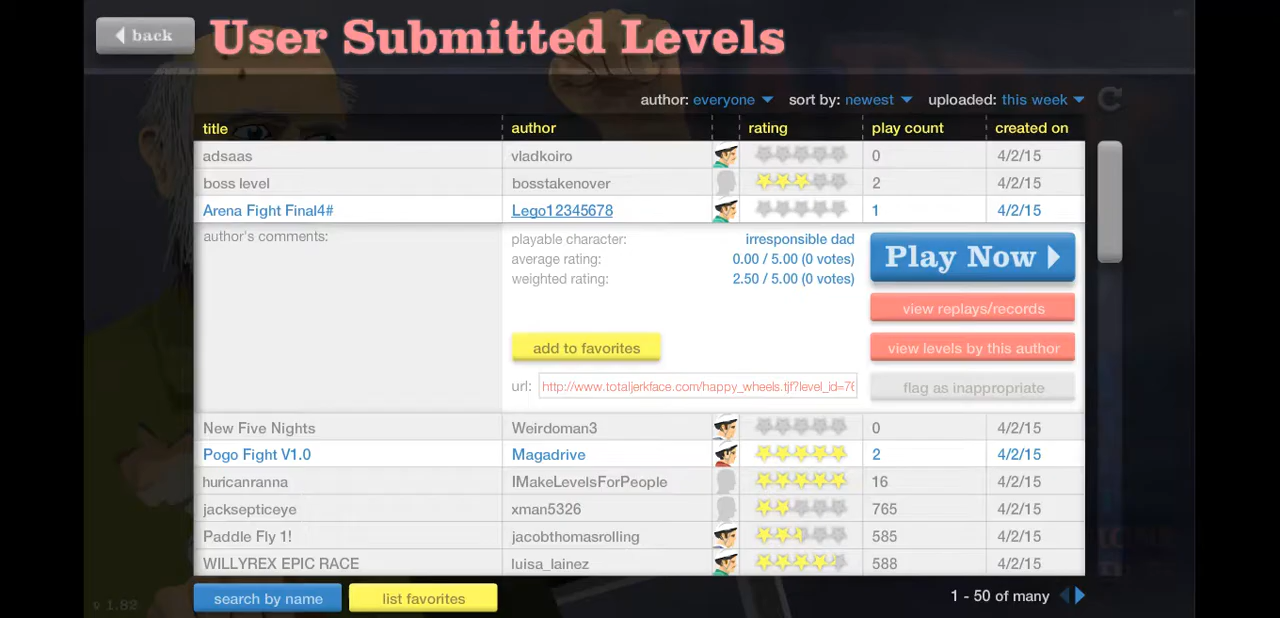 back
User Submitted Levels
author: everyone sort by: newest uploaded: this week
title author rating play count created on
adsaas vladkoiro 0 4/2/15
boss level bosstakenover 2 4/2/15
Arena Fight Final4# Lego12345678 1 4/2/15
author's comments:
playable character: irresponsible dad
average rating: 0.00 / 5.00 (0 votes)
weighted rating: 2.50 / 5.00 (0 votes)
Play Now
view replays/records
add to favorites
view levels by this author
url: http://www.totaljerkface.com/happy_wheels.tjf?level_id=76
flag as inappropriate
New Five Nights Weirdoman3 0 4/2/15
Pogo Fight V1.0 Magadrive 2 4/2/15
huricanranna IMakeLevelsForPeople 16 4/2/15
jacksepticeye xman5326 765 4/2/15
Paddle Fly 1! jacobthomasrolling 585 4/2/15
WILLYREX EPIC RACE luisa_lainez 588 4/2/15
search by name list favorites 1 - 50 of many
v 1.82